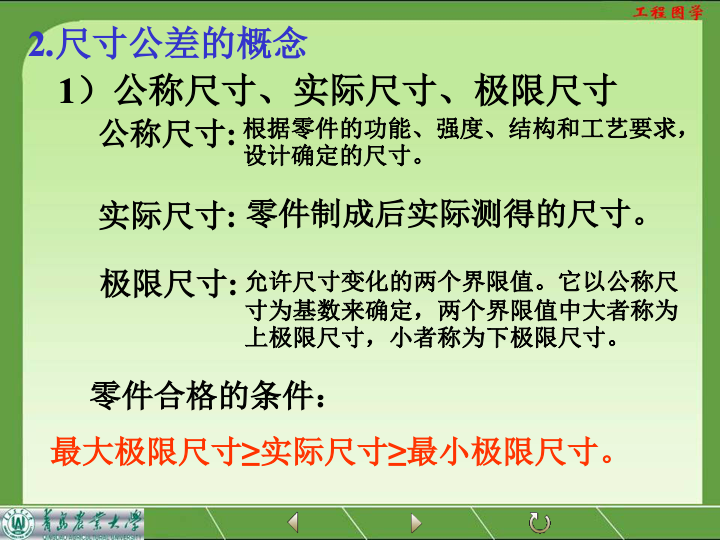 工程图学
2.尺寸公差的概念
1）公称尺寸、实际尺寸、极限尺寸
公称尺寸: 根据零件的功能、强度、结构和工艺要求，
设计确定的尺寸。
实际尺寸: 零件制成后实际测得的尺寸。
极限尺寸: 允许尺寸变化的两个界限值。它以公称尺
寸为基数来确定，两个界限值中大者称为
上极限尺寸，小者称为下极限尺寸。
零件合格的条件：
最大极限尺寸≥实际尺寸≥最小极限尺寸。
青岛农业大学